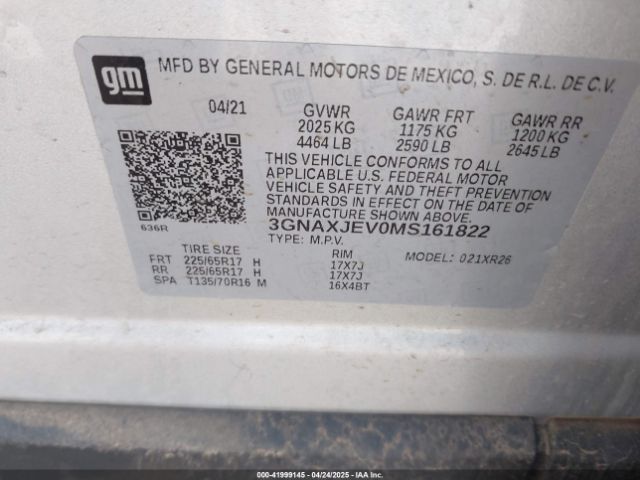 gm
MFD BY GENERAL MOTORS DE MEXICO, S. DE R.L. DE C.V.
04/21 GVWR GAWR FRT GAWR RR
2025 KG 1175 KG 1200 KG
4464 LB 2590 LB 2645 LB
THIS VEHICLE CONFORMS TO ALL
APPLICABLE U.S. FEDERAL MOTOR
VEHICLE SAFETY AND THEFT PREVENTION
STANDARDS IN EFFECT ON THE DATE OF
MANUFACTURE SHOWN ABOVE.
636R 3GNAXJEV0MS161822
TYPE: M.P.V.
TIRE SIZE RIM MODEL: 021XR26
FRT 225/65R17 H 17X7J
RR 225/65R17 H 17X7J
SPA T135/70R16 M 16X4BT
000-41999145 - 04/24/2025 - IAAI.COM